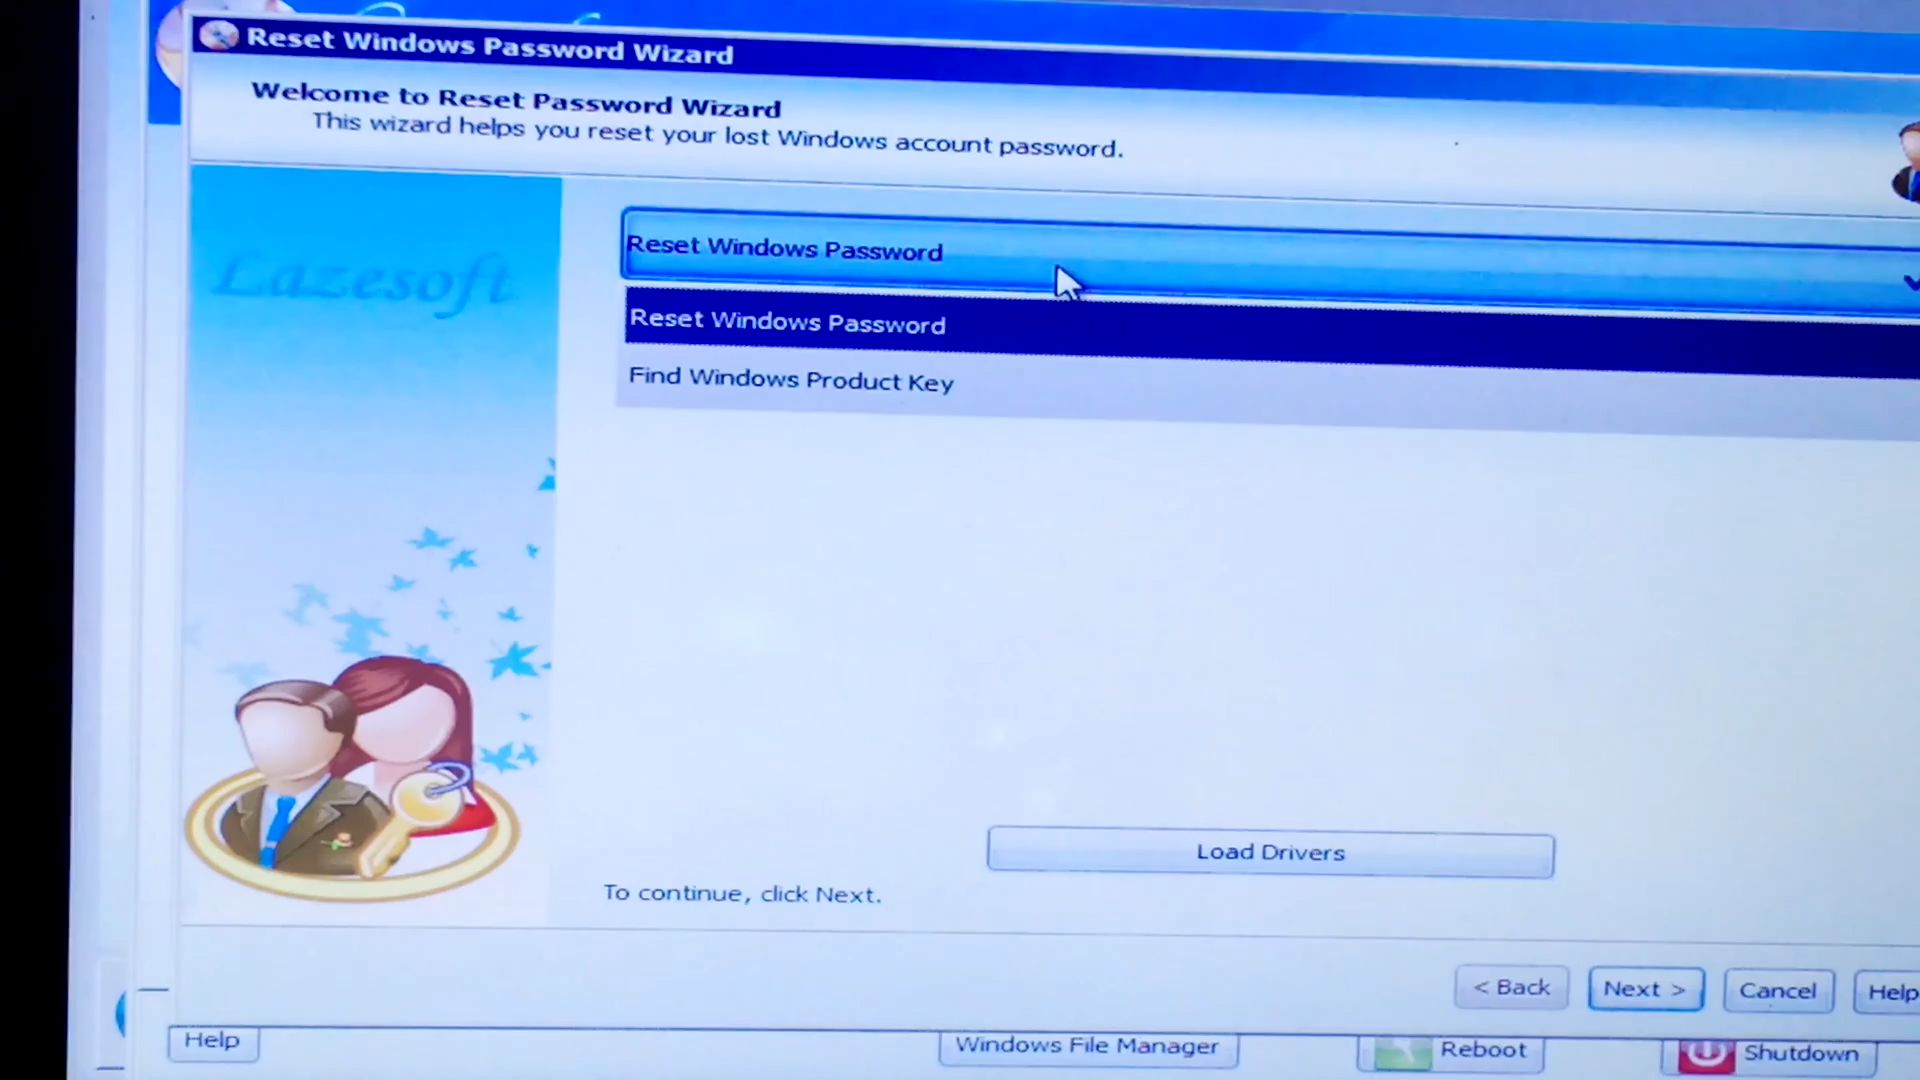 Reset Windows Password Wizard
Welcome to Reset Password Wizard
This wizard helps you reset your lost Windows account password.
Lazesoft
Reset Windows Password
Reset Windows Password
Find Windows Product Key
Load Drivers
To continue, click Next.
< Back
Next >
Cancel
Help
Help
Windows File Manager
Reboot
Shutdown